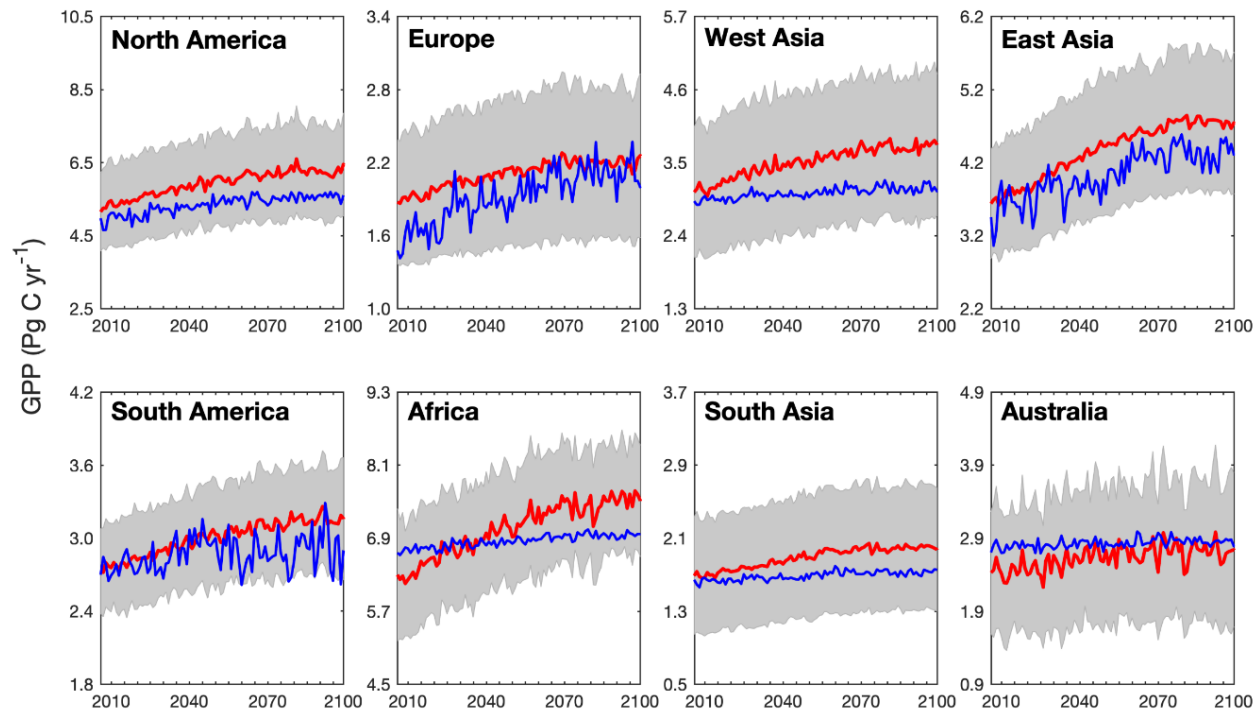 GPP (Pg C yr⁻¹)
North America
10.5
8.5
6.5
4.5
2.5
2010 2040 2070 2100
Europe
3.4
2.8
2.2
1.6
1.0
2010 2040 2070 2100
West Asia
5.7
4.6
3.5
2.4
1.3
2010 2040 2070 2100
East Asia
6.2
5.2
4.2
3.2
2.2
2010 2040 2070 2100
South America
4.2
3.6
3.0
2.4
1.8
2010 2040 2070 2100
Africa
9.3
8.1
6.9
5.7
4.5
2010 2040 2070 2100
South Asia
3.7
2.9
2.1
1.3
0.5
2010 2040 2070 2100
Australia
4.9
3.9
2.9
1.9
0.9
2010 2040 2070 2100